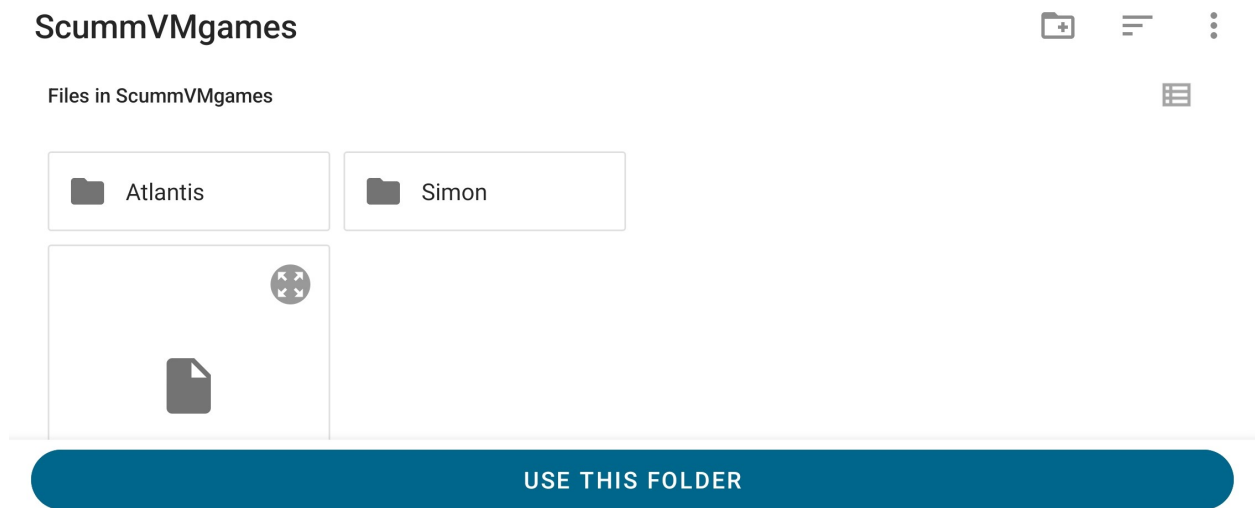 ScummVMgames
Files in ScummVMgames
Atlantis
Simon
USE THIS FOLDER